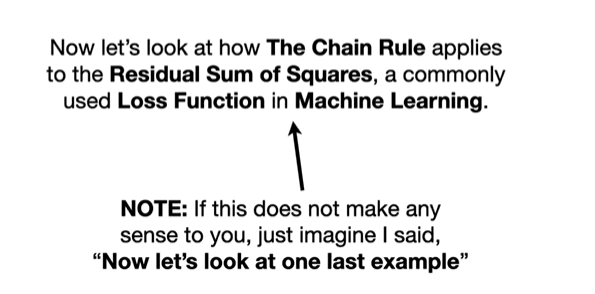 Now let’s look at how The Chain Rule applies
to the Residual Sum of Squares, a commonly
used Loss Function in Machine Learning.
NOTE: If this does not make any
sense to you, just imagine I said,
“Now let’s look at one last example”